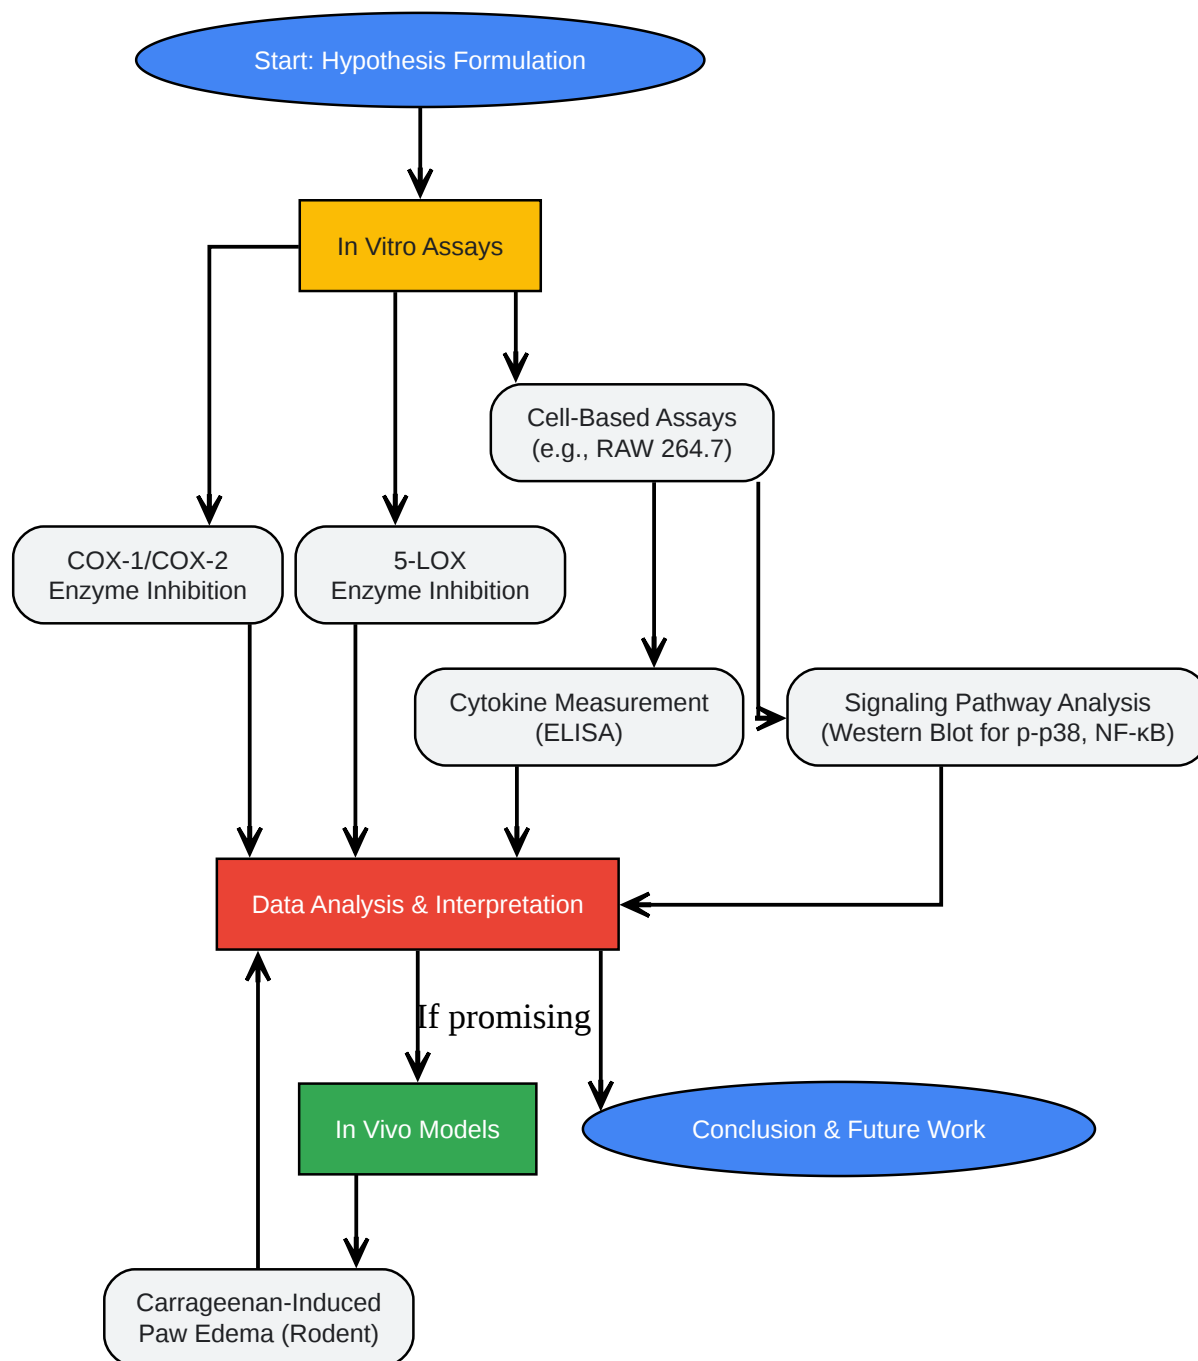 Start: Hypothesis Formulation
In Vitro Assays
Cell-Based Assays
(e.g., RAW 264.7)
COX-1/COX-2
Enzyme Inhibition
5-LOX
Enzyme Inhibition
Cytokine Measurement
(ELISA)
Signaling Pathway Analysis
(Western Blot for p-p38, NF-κB)
Data Analysis & Interpretation
If promising
In Vivo Models
Conclusion & Future Work
Carrageenan-Induced
Paw Edema (Rodent)